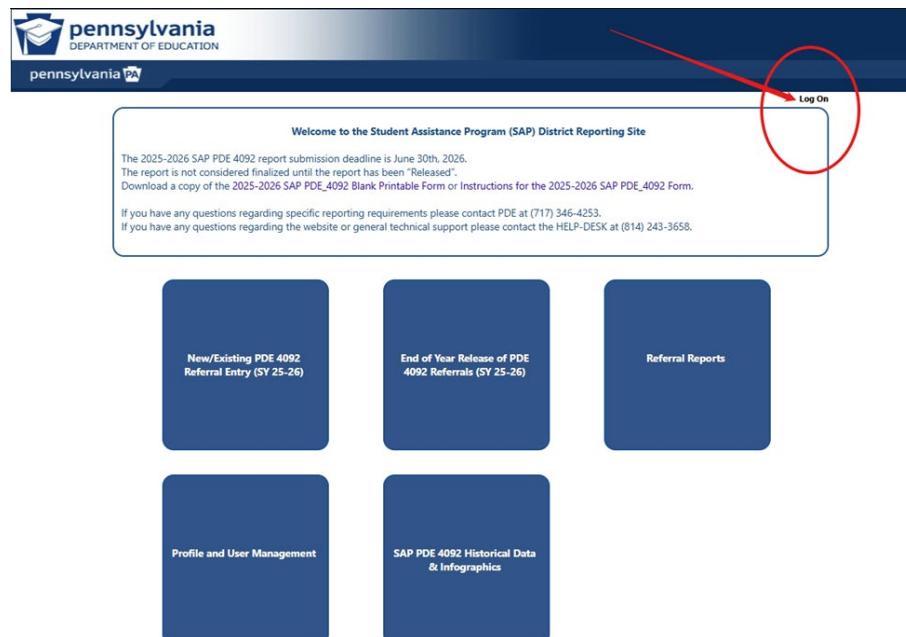 pennsylvania
DEPARTMENT OF EDUCATION
pennsylvania PA
Log On
Welcome to the Student Assistance Program (SAP) District Reporting Site
The 2025-2026 SAP PDE 4092 report submission deadline is June 30th, 2026.
The report is not considered finalized until the report has been "Released".
Download a copy of the 2025-2026 SAP PDE_4092 Blank Printable Form or Instructions for the 2025-2026 SAP PDE_4092 Form.
If you have any questions regarding specific reporting requirements please contact PDE at (717) 346-4253.
If you have any questions regarding the website or general technical support please contact the HELP-DESK at (814) 243-3658.
New/Existing PDE 4092
Referral Entry (SY 25-26)
End of Year Release of PDE
4092 Referrals (SY 25-26)
Referral Reports
Profile and User Management
SAP PDE 4092 Historical Data
& Infographics